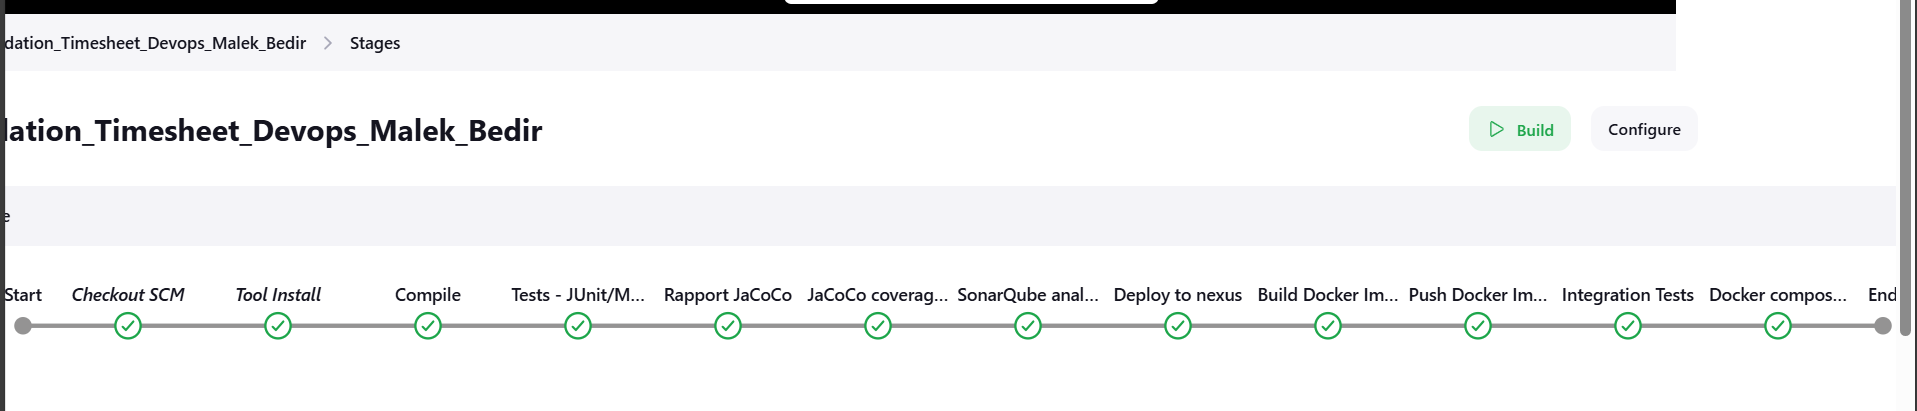 dation_Timesheet_Devops_Malek_Bedir > Stages
lation_Timesheet_Devops_Malek_Bedir
Build
Configure
e
Start
Checkout SCM
Tool Install
Compile
Tests - JUnit/M...
Rapport JaCoCo
JaCoCo coverag...
SonarQube anal...
Deploy to nexus
Build Docker Im...
Push Docker Im...
Integration Tests
Docker compos...
End